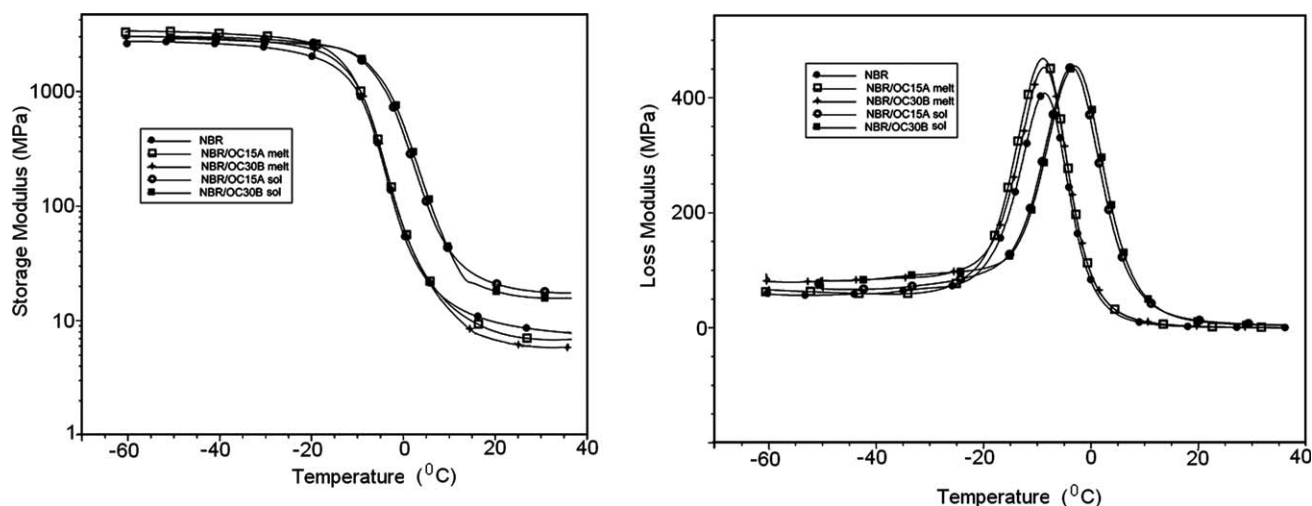 Storage Modulus (MPa)
1000
100
10
1
NBR
NBR/OC15A melt
NBR/OC30B melt
NBR/OC15A sol
NBR/OC30B sol
-60
-40
-20
0
20
40
Temperature (⁰C)
Loss Modulus (MPa)
400
200
0
NBR
NBR/OC15A melt
NBR/OC30B melt
NBR/OC15A sol
NBR/OC30B sol
-60
-40
-20
0
20
40
Temperature (⁰C)